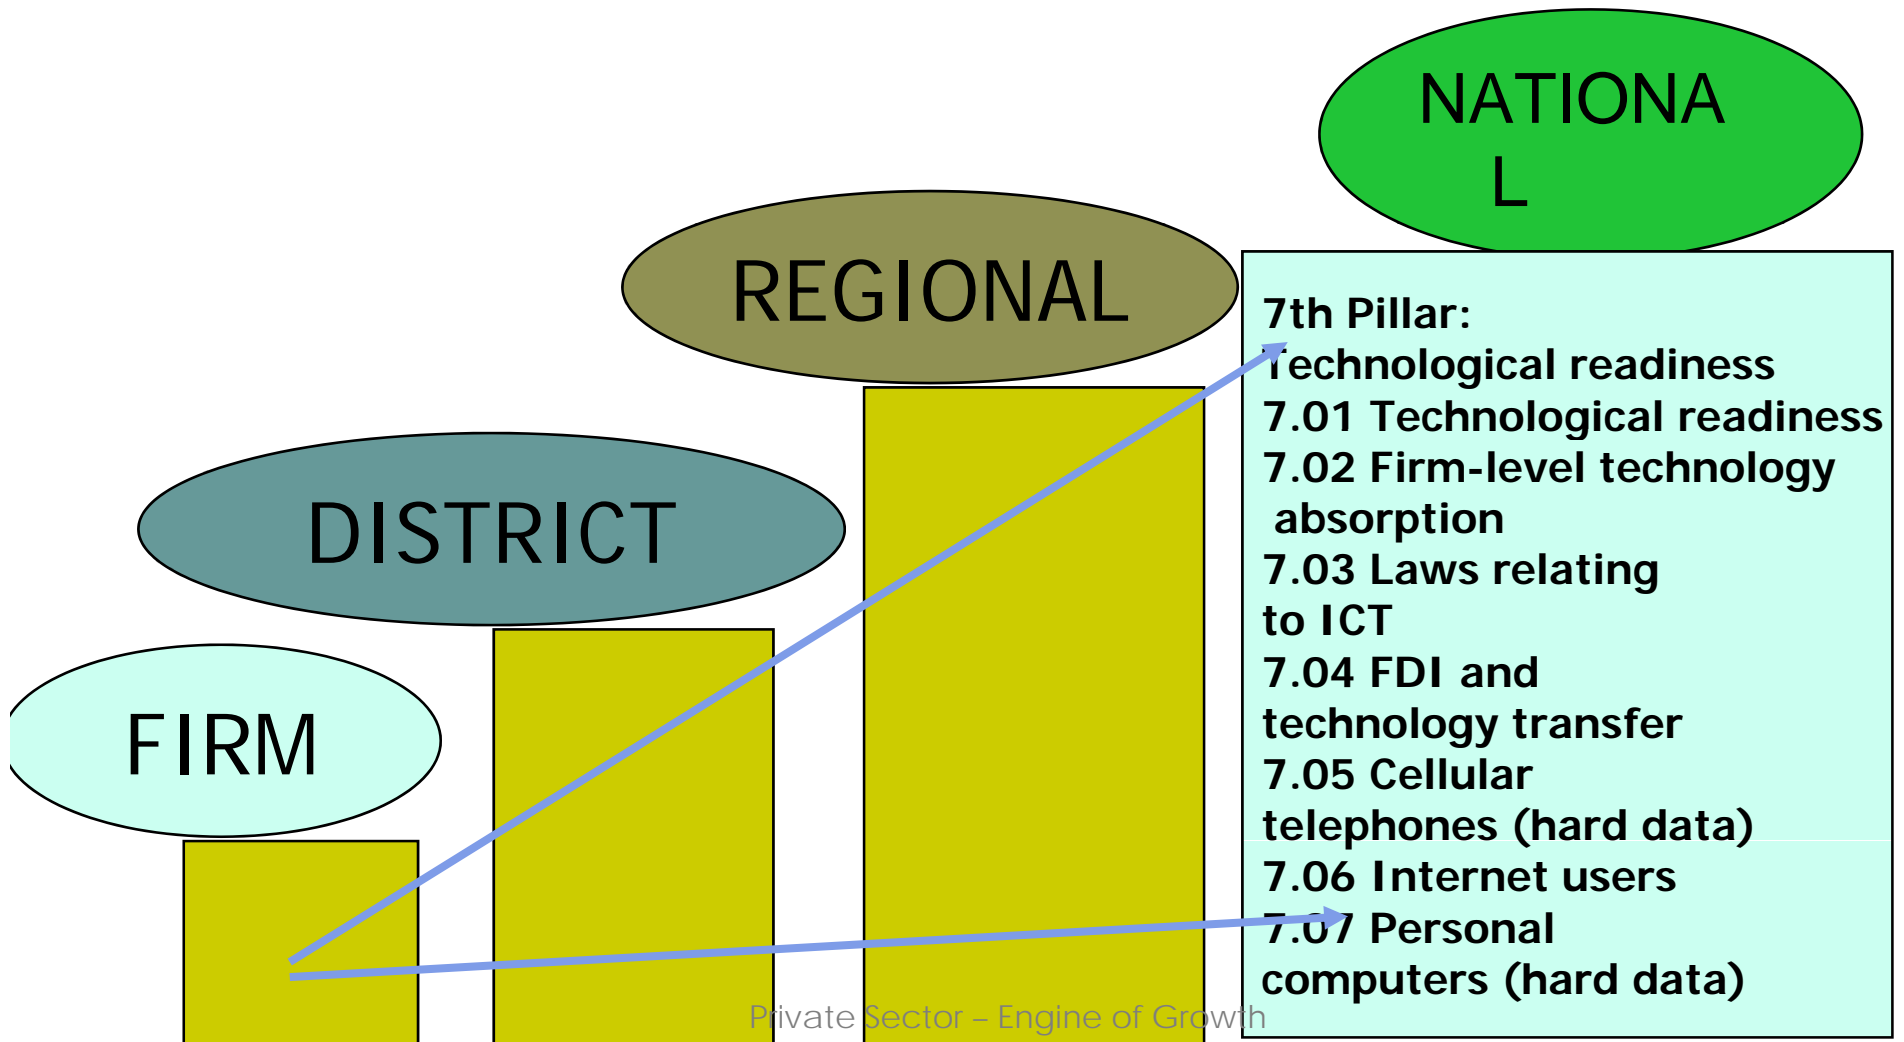 NATIONA
L
REGIONAL
DISTRICT
FIRM
7th Pillar:
Technological readiness
7.01 Technological readiness
7.02 Firm-level technology
absorption
7.03 Laws relating
to ICT
7.04 FDI and
technology transfer
7.05 Cellular
telephones (hard data)
7.06 Internet users
7.07 Personal
computers (hard data)
Private Sector – Engine of Growth